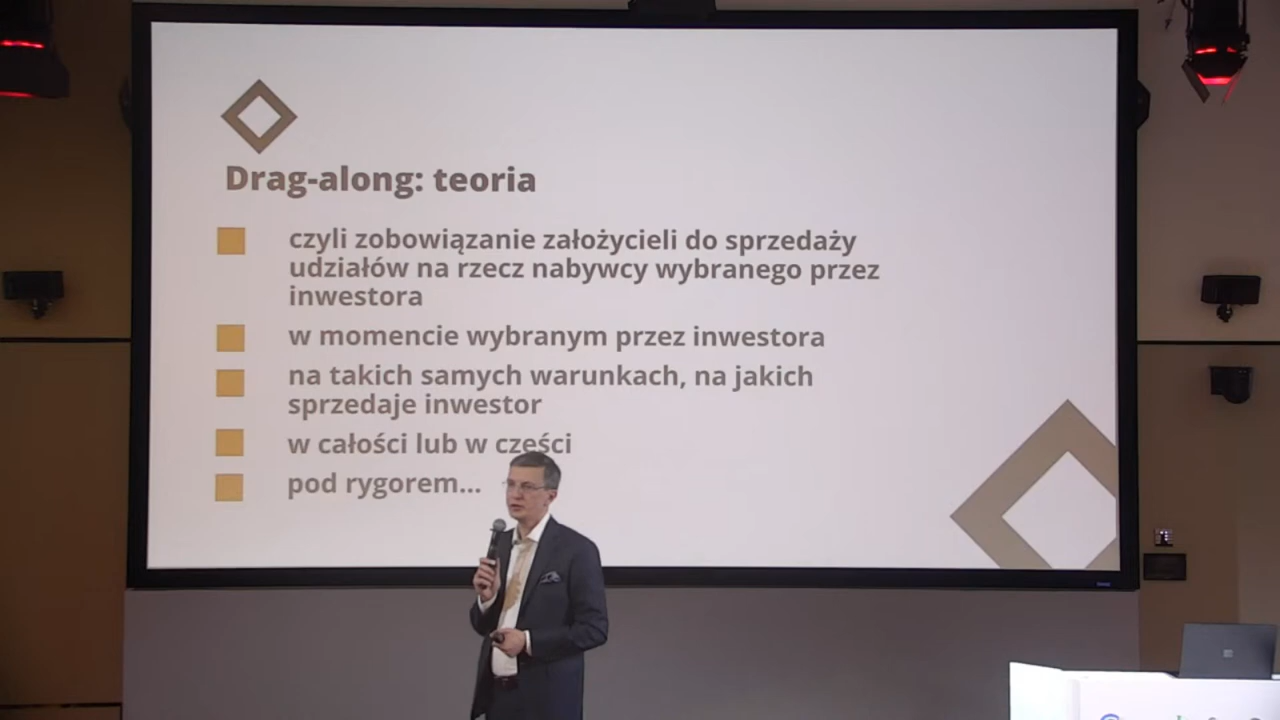 Drag-along: teoria
czyli zobowiązanie założycieli do sprzedaży
udziałów na rzecz nabywcy wybranego przez
inwestora
w momencie wybranym przez inwestora
na takich samych warunkach, na jakich
sprzedaje inwestor
w całości lub w części
pod rygorem...